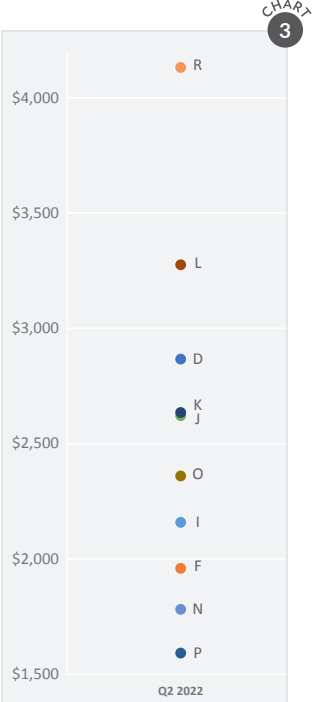 CHART
3
R
$4,000
$3,500
L
$3,000
D
K
J
$2,500
O
I
$2,000
F
N
P
$1,500
Q2 2022